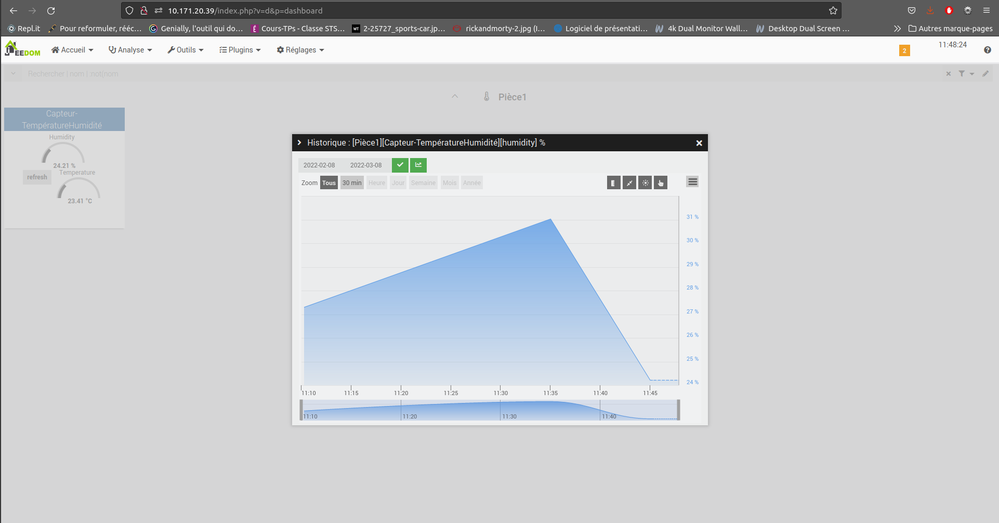 10.171.20.39/index.php?v=d&p=dashboard
Repl.it Pour reformuler, rééc... Genially, l'outil qui do... Cours-TPs - Classe STS... 2-25727_sports-car.jp... rickandmorty-2.jpg (I... Logiciel de présentati... 4k Dual Monitor Wall... Desktop Dual Screen ... Autres marque-pages
JEEDOM Accueil Analyse Outils Plugins Réglages 2 11:48:24
Rechercher | nom | :not(nom
Pièce1
Capteur-
TempératureHumidité
Humidity
24.21 %
refresh
Temperature
23.41 °C
Historique : [Pièce1][Capteur-TempératureHumidité][humidity] %
2022-02-08 2022-03-08
Zoom Tous 30 min Heure Jour Semaine Mois Année
31 %
30 %
29 %
28 %
27 %
26 %
25 %
24 %
11:10 11:15 11:20 11:25 11:30 11:35 11:40 11:45
11:10 11:20 11:30 11:40